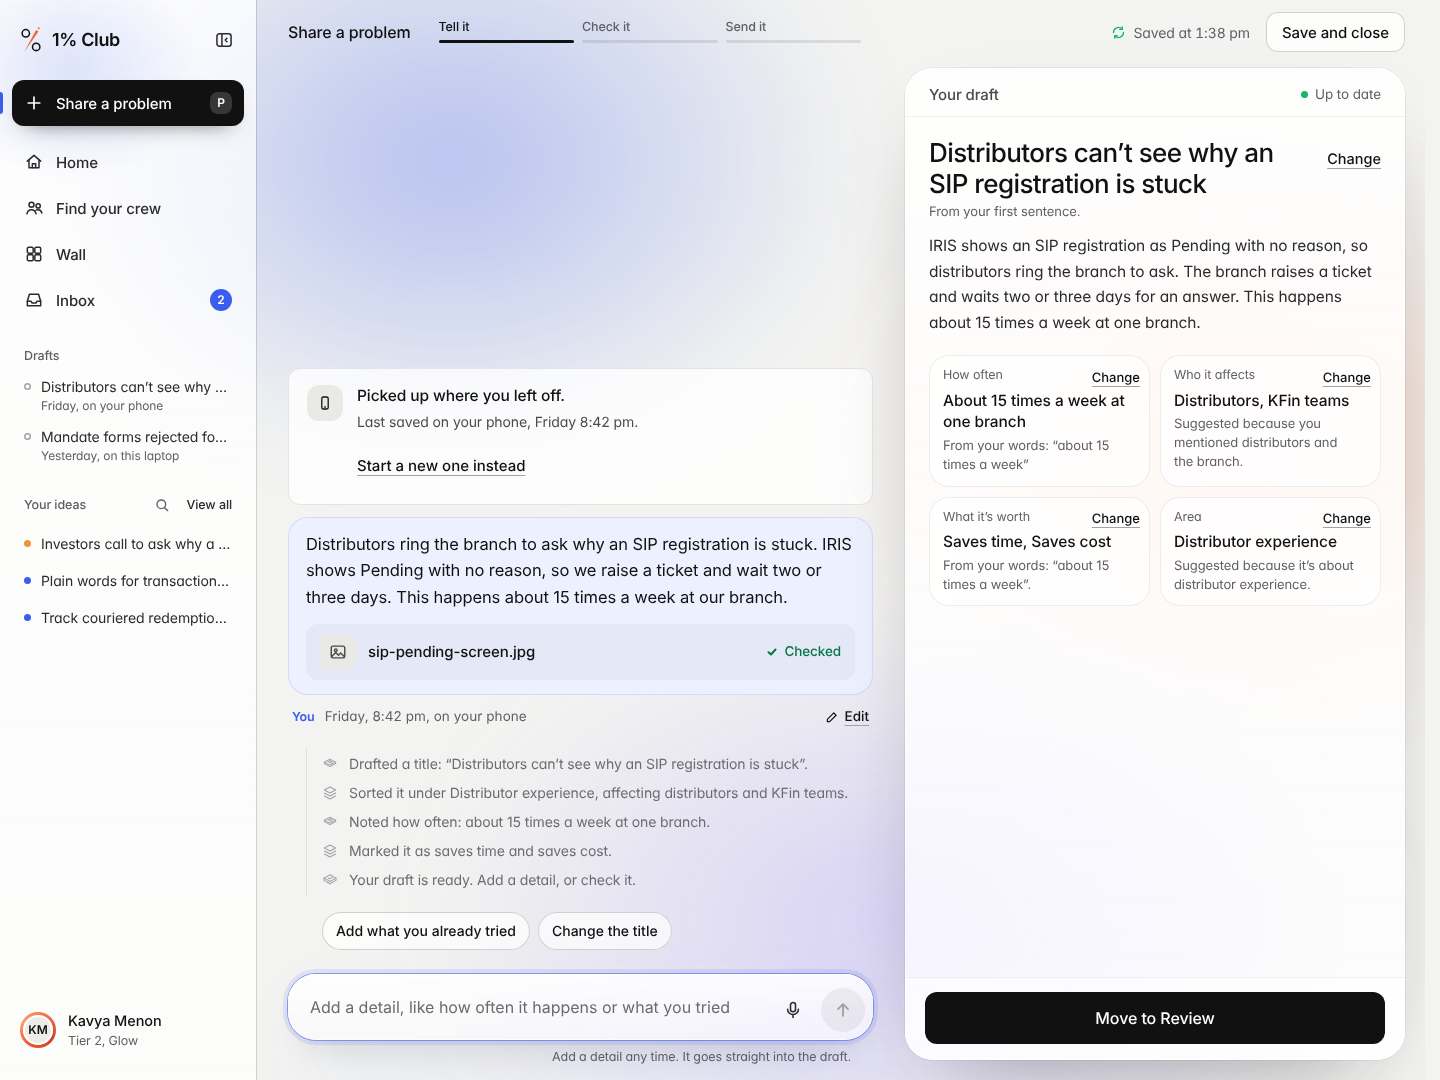 1% Club
Share a problem P
Home
Find your crew
Wall
Inbox 2
Drafts
Distributors can’t see why ...
Friday, on your phone
Mandate forms rejected fo...
Yesterday, on this laptop
Your ideas View all
Investors call to ask why a ...
Plain words for transaction...
Track couriered redemptio...
KM
Kavya Menon
Tier 2, Glow
Share a problem
Tell it
Check it
Send it
Saved at 1:38 pm
Save and close
Picked up where you left off.
Last saved on your phone, Friday 8:42 pm.
Start a new one instead
Distributors ring the branch to ask why an SIP registration is stuck. IRIS
shows Pending with no reason, so we raise a ticket and wait two or
three days. This happens about 15 times a week at our branch.
sip-pending-screen.jpg
Checked
You Friday, 8:42 pm, on your phone
Edit
Drafted a title: “Distributors can’t see why an SIP registration is stuck”.
Sorted it under Distributor experience, affecting distributors and KFin teams.
Noted how often: about 15 times a week at one branch.
Marked it as saves time and saves cost.
Your draft is ready. Add a detail, or check it.
Add what you already tried
Change the title
Add a detail, like how often it happens or what you tried
Add a detail any time. It goes straight into the draft.
Your draft
Up to date
Distributors can’t see why an
SIP registration is stuck
Change
From your first sentence.
IRIS shows an SIP registration as Pending with no reason, so
distributors ring the branch to ask. The branch raises a ticket
and waits two or three days for an answer. This happens
about 15 times a week at one branch.
How often
Change
About 15 times a week at
one branch
From your words: “about 15
times a week”
Who it affects
Change
Distributors, KFin teams
Suggested because you
mentioned distributors and
the branch.
What it’s worth
Change
Saves time, Saves cost
From your words: “about 15
times a week”.
Area
Change
Distributor experience
Suggested because it’s about
distributor experience.
Move to Review